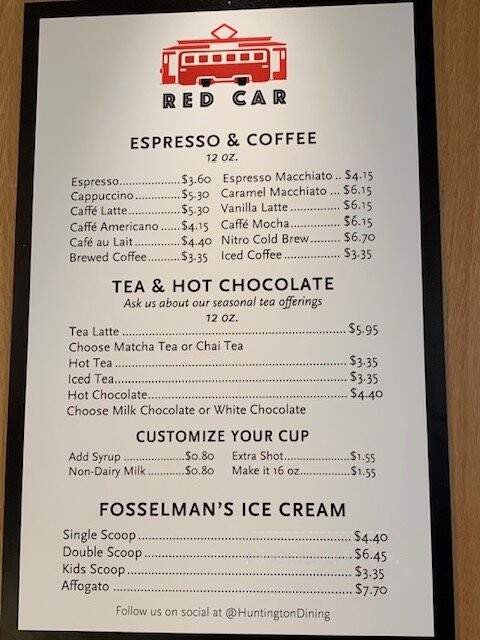 RED CAR
ESPRESSO & COFFEE
12 OZ.
Espresso..................$3.60 Espresso Macchiato .. $4.15
Cappuccino..............$5.30 Caramel Macchiato ... $6.15
Caffé Latte................$5.30 Vanilla Latte............... $6.15
Caffé Americano ......$4.15 Caffé Mocha............... $6.15
Café au Lait..............$4.40 Nitro Cold Brew......... $6.70
Brewed Coffee..........$3.35 Iced Coffee................. $3.35
TEA & HOT CHOCOLATE
Ask us about our seasonal tea offerings
12 OZ.
Tea Latte ............................................................ $5.95
Choose Matcha Tea or Chai Tea
Hot Tea ............................................................... $3.35
Iced Tea............................................................... $3.35
Hot Chocolate...................................................... $4.40
Choose Milk Chocolate or White Chocolate
CUSTOMIZE YOUR CUP
Add Syrup .................$0.80 Extra Shot..................$1.55
Non-Dairy Milk ...........$0.80 Make it 16 oz..............$1.55
FOSSELMAN'S ICE CREAM
Single Scoop ........................................................ $4.40
Double Scoop ....................................................... $6.45
Kids Scoop ........................................................... $3.35
Affogato ............................................................... $7.70
Follow us on social at @HuntingtonDining